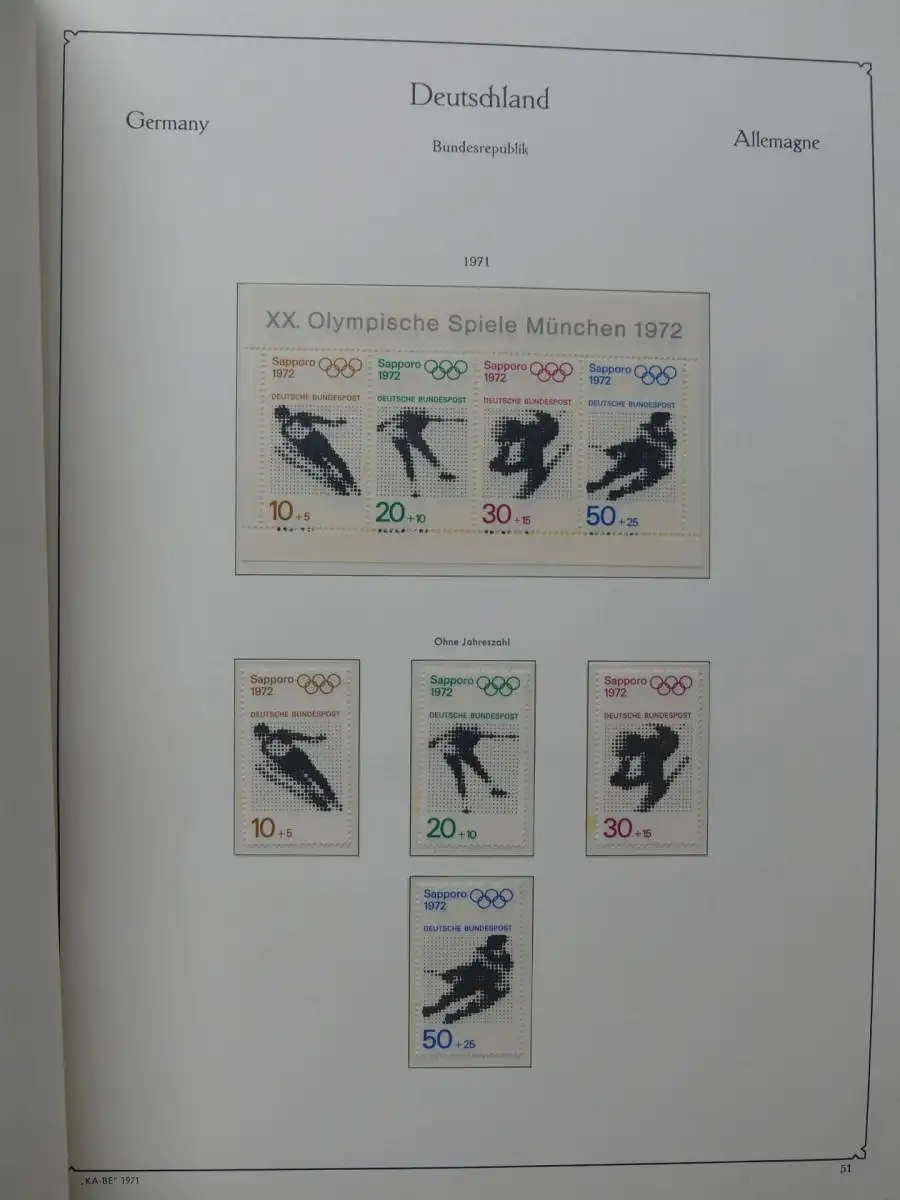 Deutschland
Germany
Bundesrepublik
Allemagne
1971
XX. Olympische Spiele München 1972
Sapporo
1972
DEUTSCHE BUNDESPOST
10 +5
Sapporo
1972
DEUTSCHE BUNDESPOST
20 +10
Sapporo
1972
DEUTSCHE BUNDESPOST
30 +15
Sapporo
1972
DEUTSCHE BUNDESPOST
50 +25
Ohne Jahreszahl
Sapporo
1972
DEUTSCHE BUNDESPOST
10 +5
Sapporo
1972
DEUTSCHE BUNDESPOST
20 +10
Sapporo
1972
DEUTSCHE BUNDESPOST
30 +15
Sapporo
1972
DEUTSCHE BUNDESPOST
50 +25
„KA-BE" 1971
51